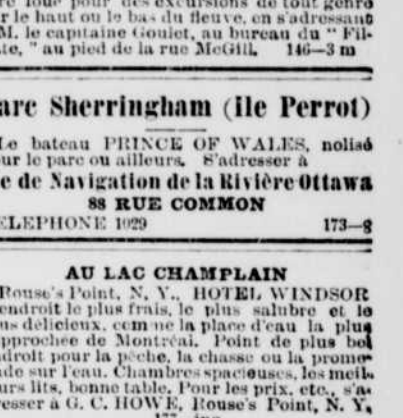 re loué pour des excursions de tout genre
r le haut ou le bas du fleuve, en s'adressant
M. le capitaine Goulet, au bureau du " Fil-
te, " au pied de la rue McGill. 146—3 m
arc Sherringham (ile Perrot)
Le bateau PRINCE OF WALES, nolisé
ur le parc ou ailleurs. S'adresser à
e de Navigation de la Rivière Ottawa
88 RUE COMMON
ELEPHONE 1029 173—8
AU LAC CHAMPLAIN
Rouse's Point, N. Y., HOTEL WINDSOR
endroit le plus frais, le plus salubre et le
us délicieux, comme la place d'eau la plus
pprochée de Montréal. Point de plus bel
droit pour la pêche, la chasse ou la prome-
ade sur l'eau. Chambres spacieuses, les meil-
urs lits, bonne table. Pour les prix, etc., s'a-
resser à G. C. HOWE, Rouse's Point, N. Y.